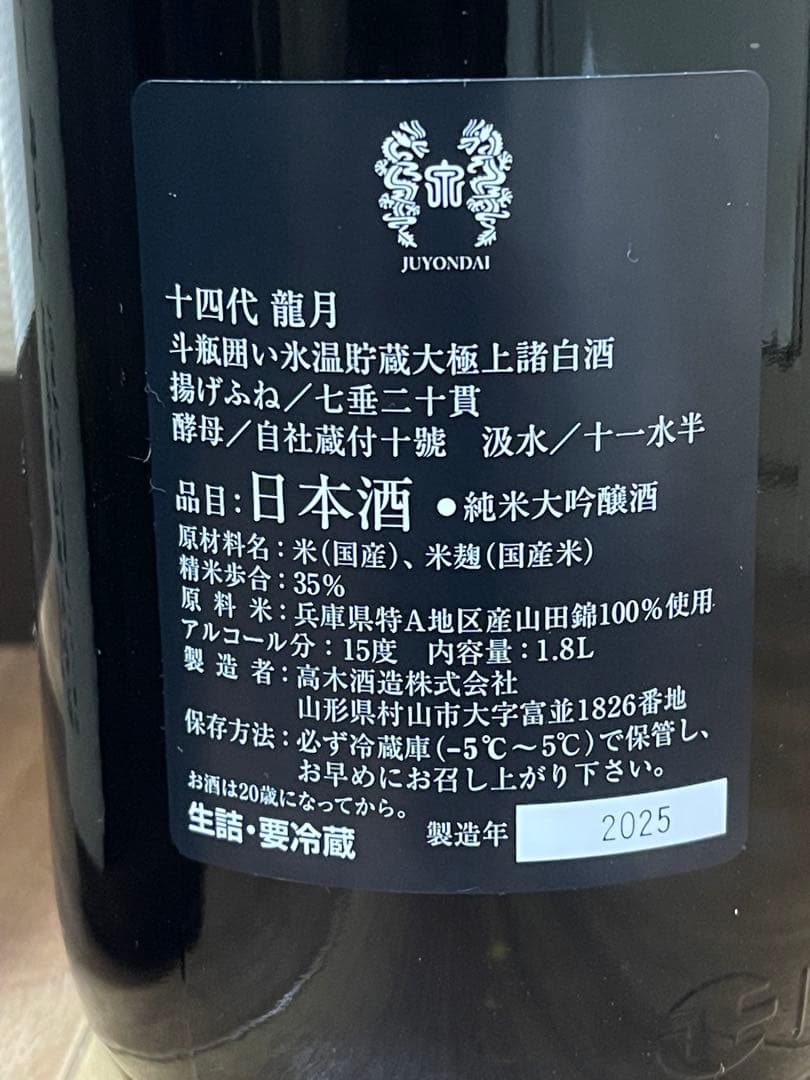 JUYONDAI
十四代 龍月
斗瓶囲い氷温貯蔵大極上諸白酒
揚げふね／七垂二十貫
酵母／自社蔵付十號 汲水／十一水半
品目：日本酒 ●純米大吟醸酒
原材料名：米（国産）、米麹（国産米）
精米歩合：35％
原料米：兵庫県特A地区産山田錦100％使用
アルコール分：15度 内容量：1.8L
製造者：高木酒造株式会社
山形県村山市大字富並1826番地
保存方法：必ず冷蔵庫（-5℃～5℃）で保管し、
お早めにお召し上がり下さい。
お酒は20歳になってから。
生詰・要冷蔵
製造年 2025